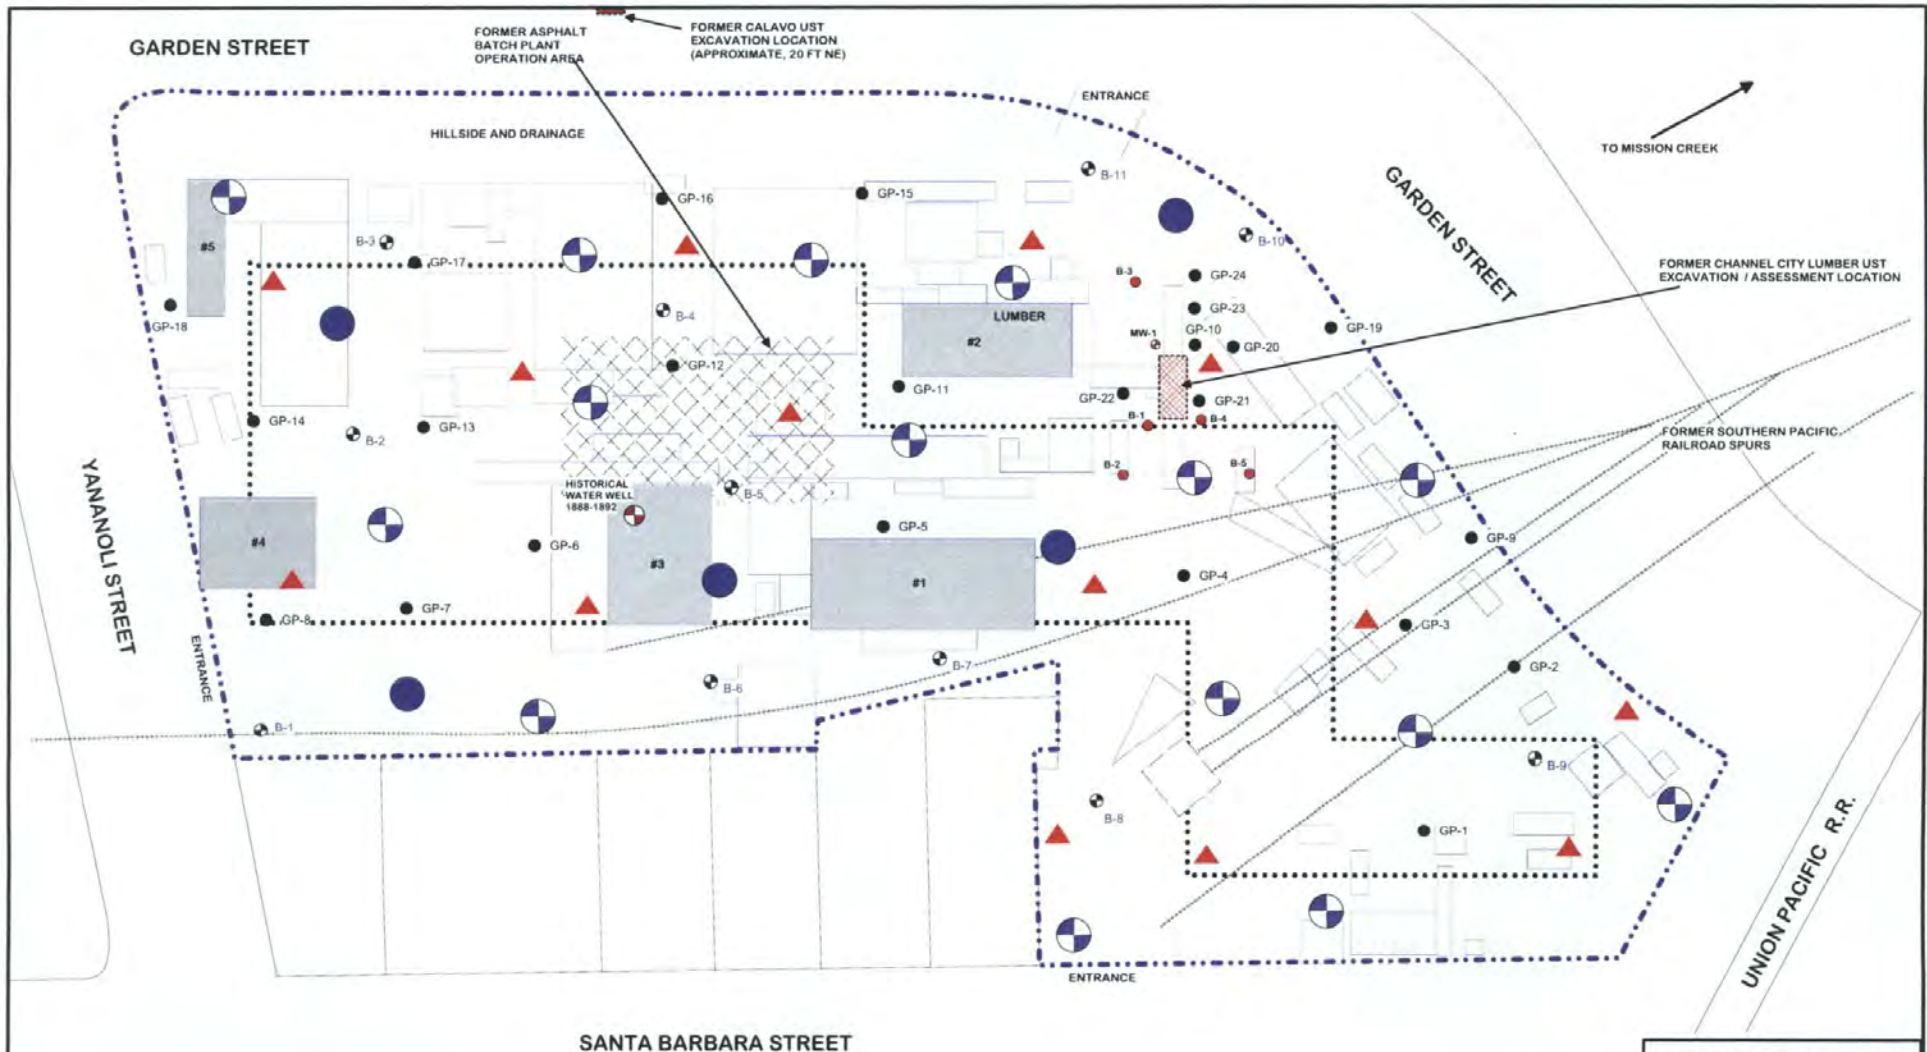 GARDEN STREET
FORMER ASPHALT
BATCH PLANT
OPERATION AREA
FORMER CALAVO UST
EXCAVATION LOCATION
(APPROXIMATE, 20 FT NE)
ENTRANCE
HILLSIDE AND DRAINAGE
TO MISSION CREEK
B-11
GARDEN STREET
GP-16
GP-15
#5
B-3
GP-17
B-10
FORMER CHANNEL CITY LUMBER UST
EXCAVATION / ASSESSMENT LOCATION
B-3
GP-24
GP-18
B-4
LUMBER
GP-23
#2
MW-1
GP-10
GP-20
GP-19
GP-12
GP-11
GP-22
GP-21
GP-14
B-2
GP-13
B-1
B-4
FORMER SOUTHERN PACIFIC
RAILROAD SPURS
YANANOLI STREET
B-2
B-5
HISTORICAL
WATER WELL
1888-1892
B-5
#4
GP-6
#3
GP-5
#1
GP-4
GP-9
GP-8
GP-7
GP-3
GP-2
ENTRANCE
B-7
B-6
B-1
B-9
B-8
GP-1
UNION PACIFIC R.R.
ENTRANCE
SANTA BARBARA STREET